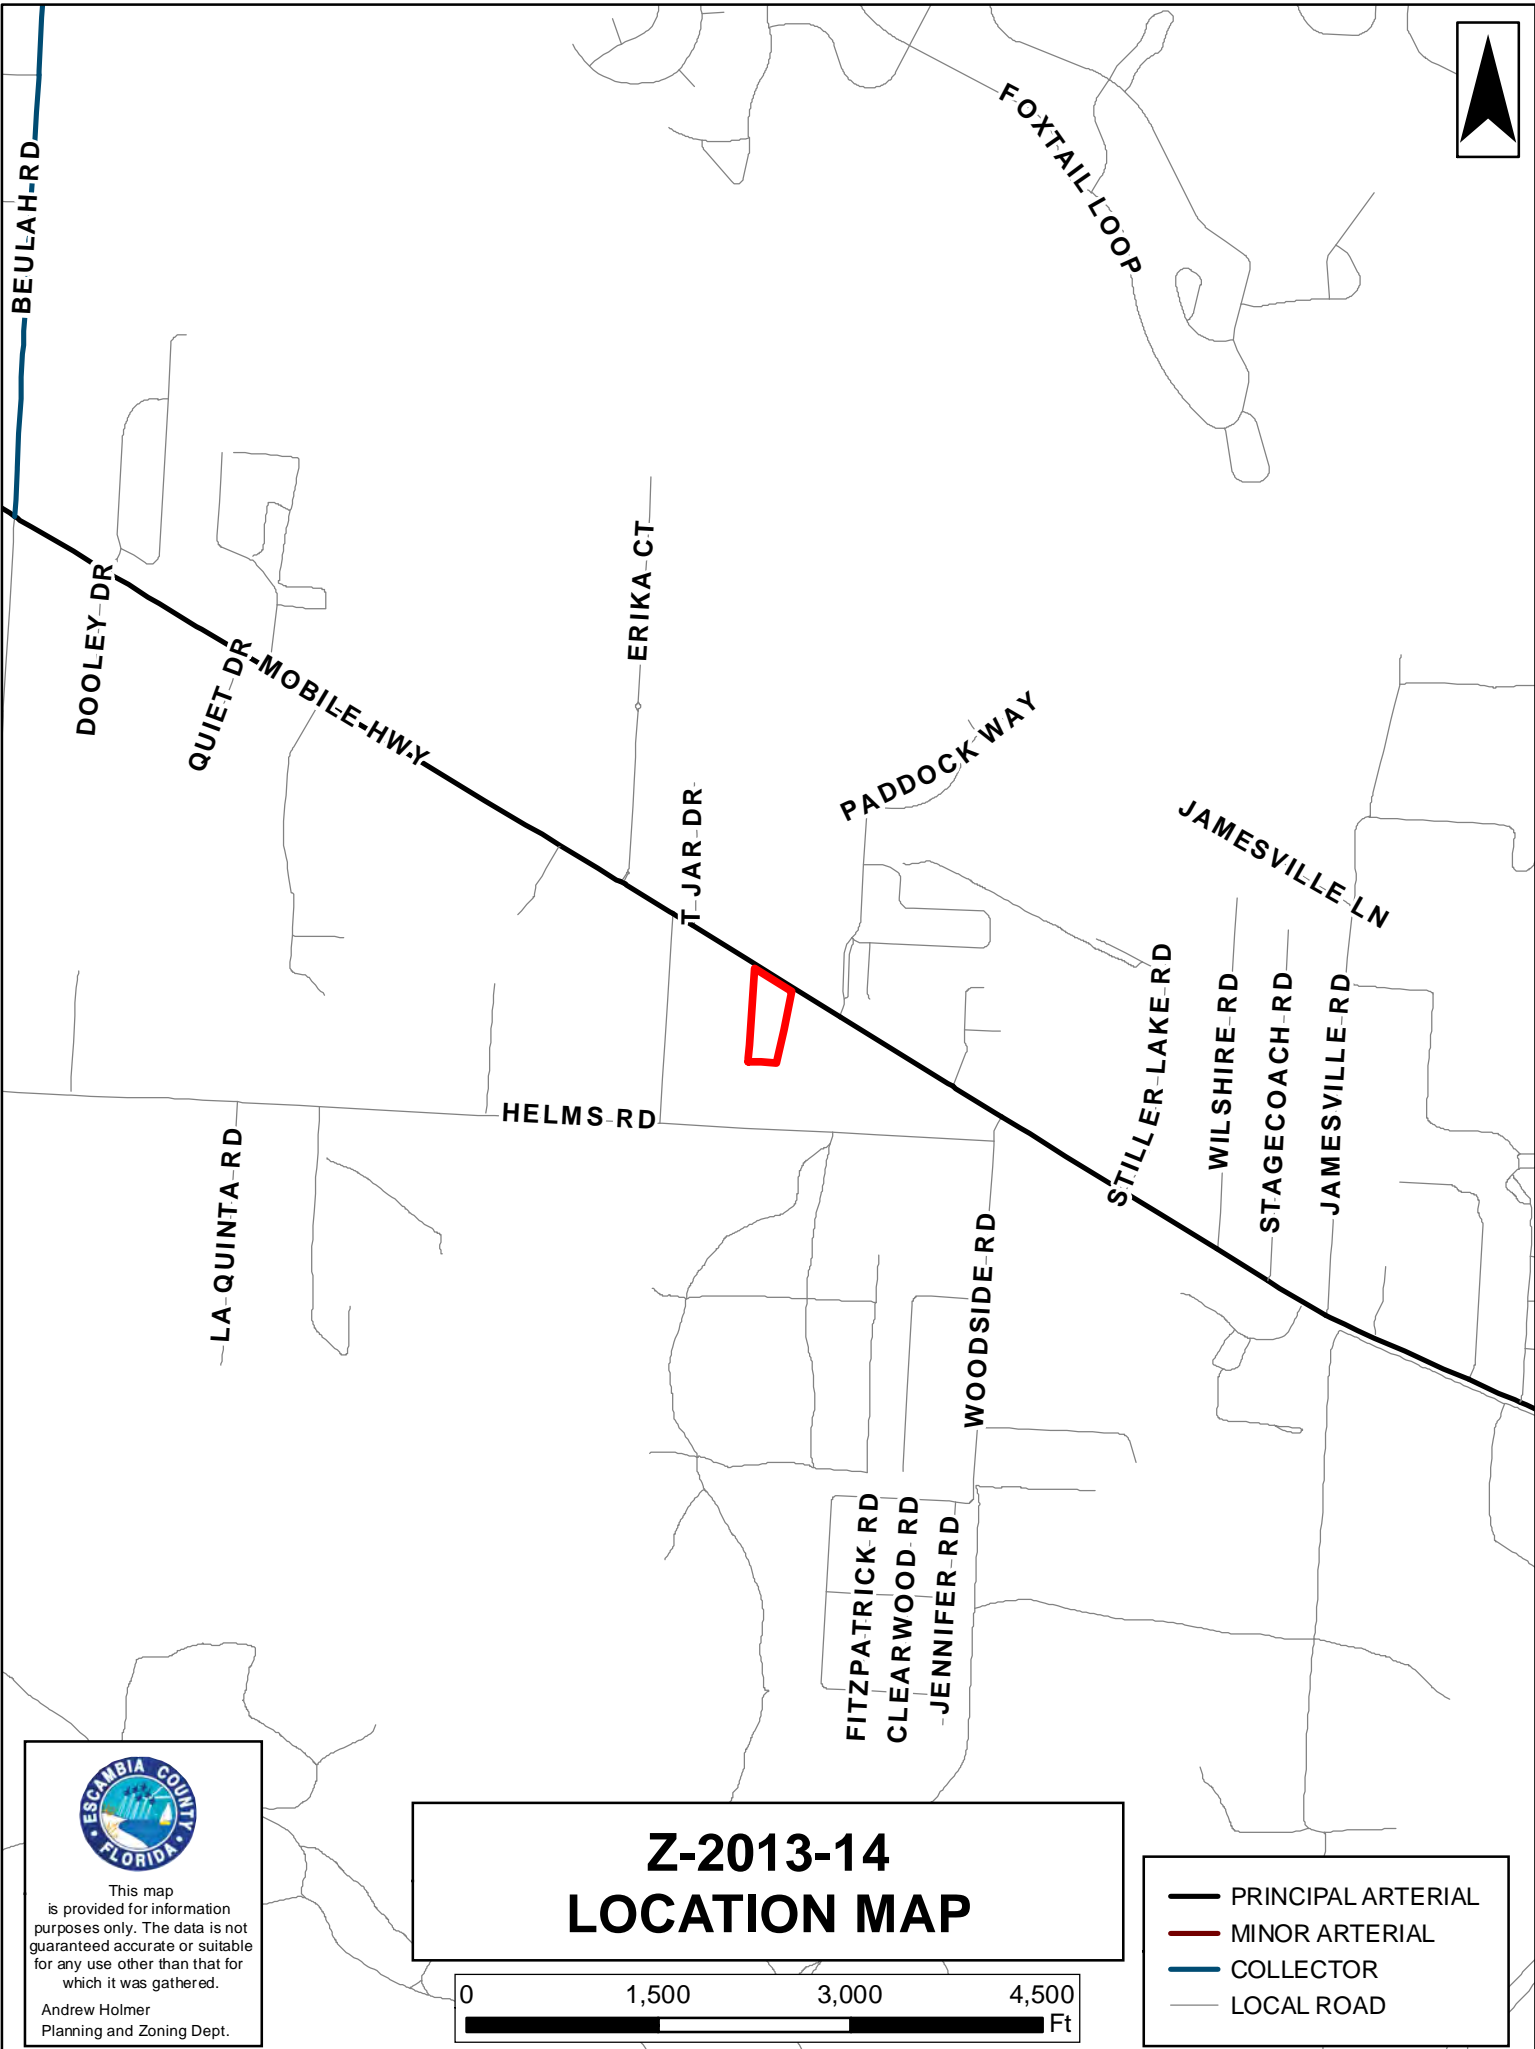 FOXTAIL LOOP
BEULAH RD
ERIKA CT
DOOLEY DR
QUIET DR
MOBILE HWY
PADDOCK WAY
T JAR DR
JAMESVILLE LN
STILLER LAKE RD
WILSHIRE RD
STAGECOACH RD
JAMESVILLE RD
HELMS RD
LA QUINTA RD
WOODSIDE RD
FITZPATRICK RD
CLEARWOOD RD
JENNIFER RD
ESCAMBIA COUNTY
FLORIDA
This map
is provided for information
purposes only. The data is not
guaranteed accurate or suitable
for any use other than that for
which it was gathered.
Andrew Holmer
Planning and Zoning Dept.
Z-2013-14
LOCATION MAP
0 1,500 3,000 4,500
Ft
PRINCIPAL ARTERIAL
MINOR ARTERIAL
COLLECTOR
LOCAL ROAD